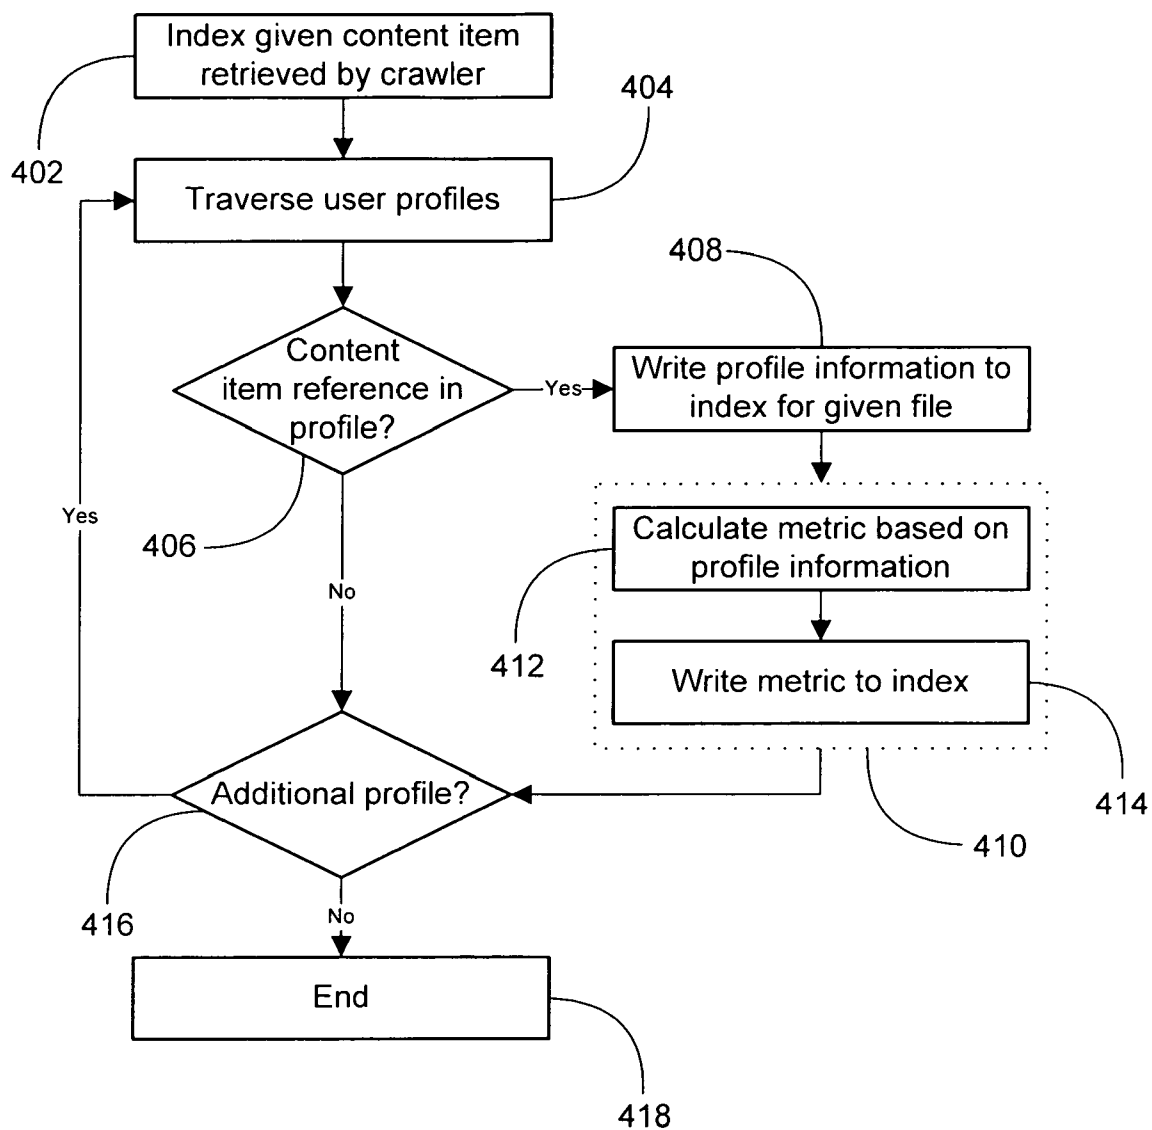 Index given content item
retrieved by crawler
402
404
Traverse user profiles
408
Content
item reference in
profile?
Yes
Write profile information to
index for given file
Yes
406
Calculate metric based on
profile information
No
412
Write metric to index
Additional profile?
414
410
416
No
End
418